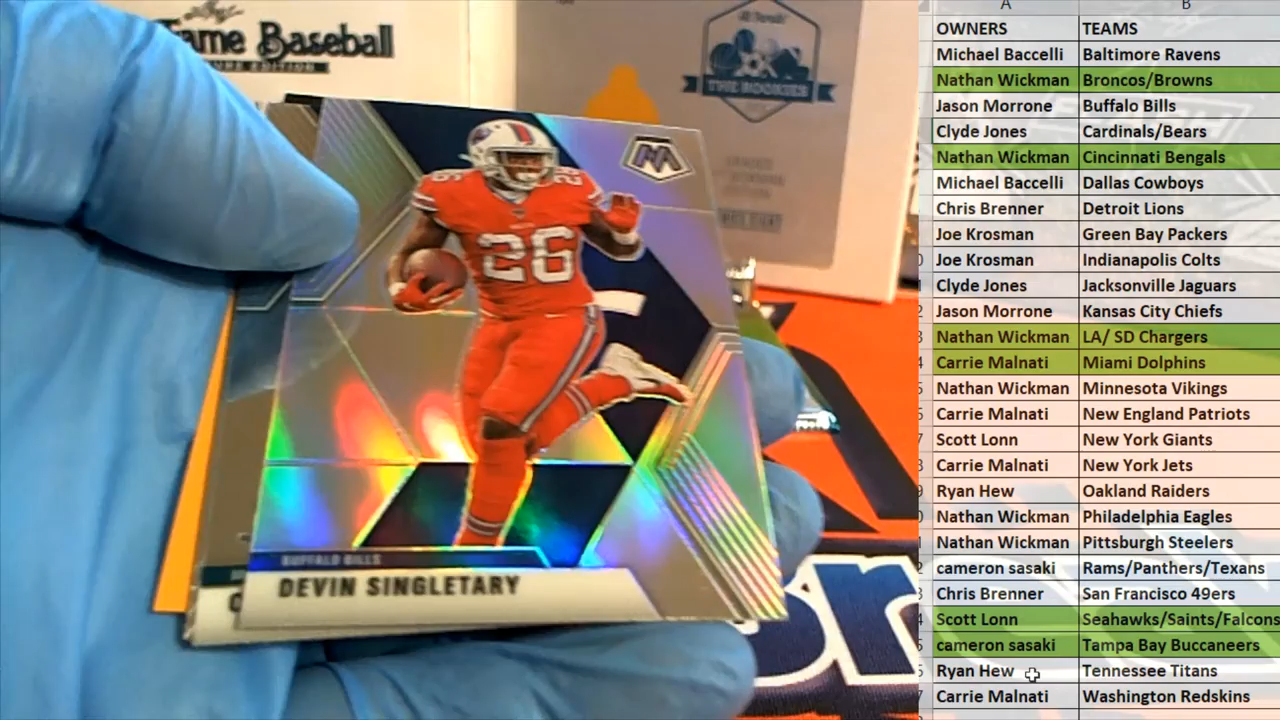 Fame Baseball
THE ROOKIES
26
26
BUFFALO BILLS
DEVIN SINGLETARY
A B
OWNERS TEAMS
Michael Baccelli Baltimore Ravens
Nathan Wickman Broncos/Browns
Jason Morrone Buffalo Bills
Clyde Jones Cardinals/Bears
Nathan Wickman Cincinnati Bengals
Michael Baccelli Dallas Cowboys
Chris Brenner Detroit Lions
Joe Krosman Green Bay Packers
Joe Krosman Indianapolis Colts
Clyde Jones Jacksonville Jaguars
Jason Morrone Kansas City Chiefs
Nathan Wickman LA/ SD Chargers
Carrie Malnati Miami Dolphins
Nathan Wickman Minnesota Vikings
Carrie Malnati New England Patriots
Scott Lonn New York Giants
Carrie Malnati New York Jets
Ryan Hew Oakland Raiders
Nathan Wickman Philadelphia Eagles
Nathan Wickman Pittsburgh Steelers
cameron sasaki Rams/Panthers/Texans
Chris Brenner San Francisco 49ers
Scott Lonn Seahawks/Saints/Falcons
cameron sasaki Tampa Bay Buccaneers
Ryan Hew Tennessee Titans
Carrie Malnati Washington Redskins